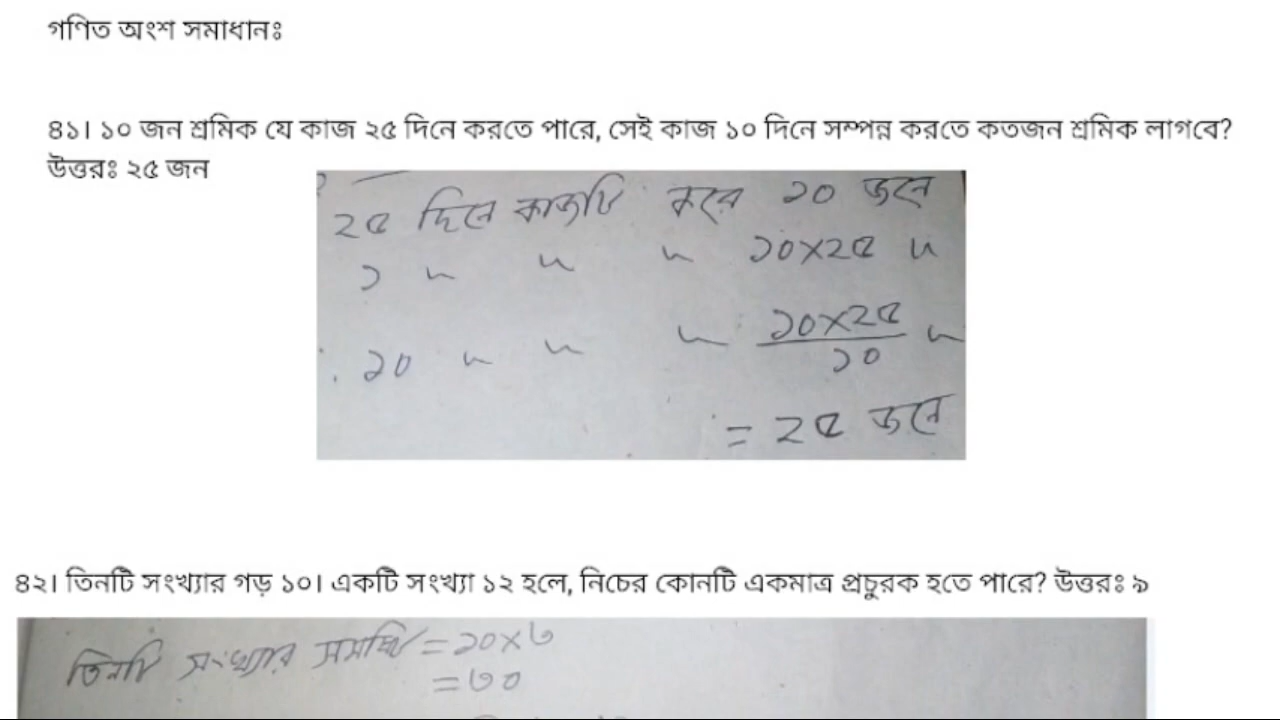 গণিত অংশ সমাধানঃ
৪১। ১০ জন শ্রমিক যে কাজ ২৫ দিনে করতে পারে, সেই কাজ ১০ দিনে সম্পন্ন করতে কতজন শ্রমিক লাগবে?
উত্তরঃ ২৫ জন
২৫ দিনে কাজটি করে ১০ জনে
১ " " " ১০×২৫ "
১০ " " " ১০×২৫/১০ "
= ২৫ জনে
৪২। তিনটি সংখ্যার গড় ১০। একটি সংখ্যা ১২ হলে, নিচের কোনটি একমাত্র প্রচুরক হতে পারে? উত্তরঃ ৯
তিনটি সংখ্যার সমষ্টি = ১০×৩
= ৩০